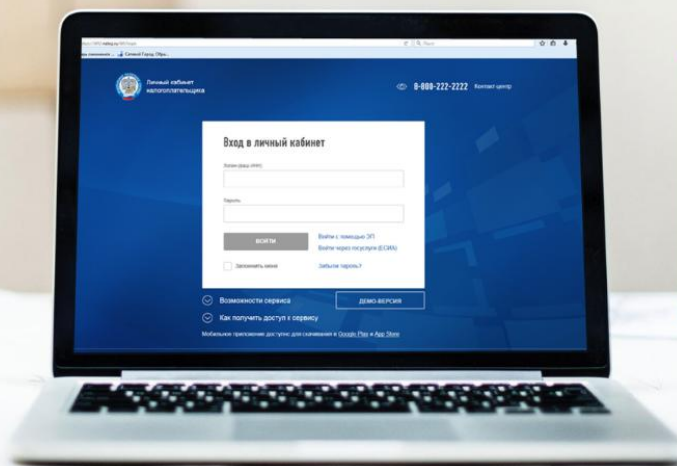 Личный кабинет
налогоплательщика
8-800-222-2222 Контакт центр
Вход в личный кабинет
Логин (ваш ИНН)
Пароль
ВОЙТИ
Войти с помощью ЭП
Войти через госуслуги (ЕСИА)
Запомнить меня
Забыли пароль?
Возможности сервиса
ДЕМО-ВЕРСИЯ
Как получить доступ к сервису
Мобильное приложение доступно для скачивания в Google Play и App Store